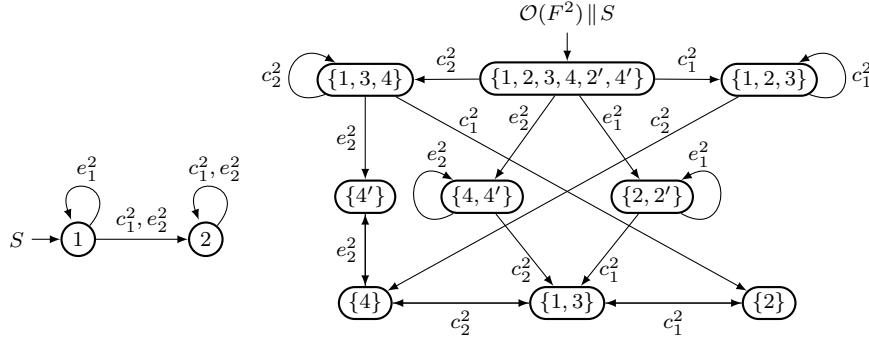 𝒪(F²) ∥ S
{1, 3, 4}
{1, 2, 3, 4, 2′, 4′}
{1, 2, 3}
c₂²
c₂²
c₁²
c₁²
e₂²
c₁²
e₂²
e₁²
c₂²
e₁²
c₁², e₂²
e₂²
e₁²
{4′}
{4, 4′}
{2, 2′}
S
1
c₁², e₂²
2
e₂²
c₂²
c₁²
{4}
{1, 3}
{2}
c₂²
c₁²